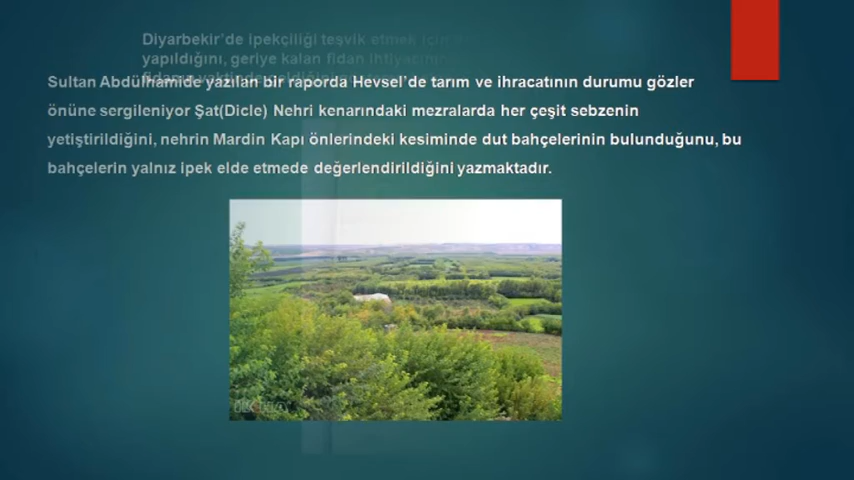 Diyarbekir’de ipekçiliği teşvik etmek için
yapıldığını, geriye kalan fidan
Sultan Abdülhamide yazılan bir raporda Hevsel’de tarım ve ihracatının durumu gözler
önüne sergileniyor Şat(Dicle) Nehri kenarındaki mezralarda her çeşit sebzenin
yetiştirildiğini, nehrin Mardin Kapı önlerindeki kesiminde dut bahçelerinin bulunduğunu, bu
bahçelerin yalnız ipek elde etmede değerlendirildiğini yazmaktadır.